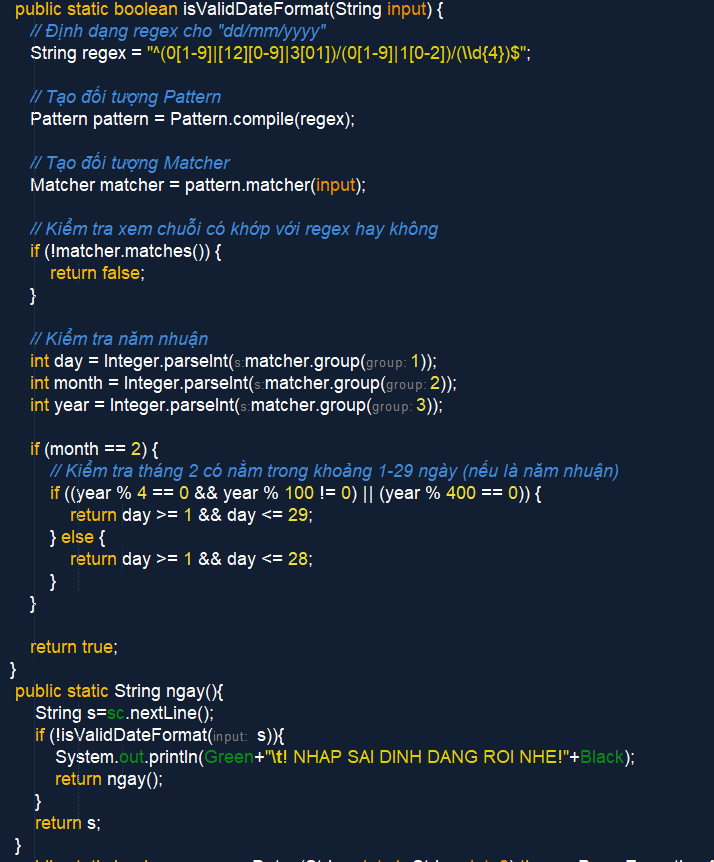 public static boolean isValidDateFormat(String input) {
// Định dạng regex cho "dd/mm/yyyy"
String regex = "^(0[1-9]|[12][0-9]|3[01])/(0[1-9]|1[0-2])/(\\d{4})$";
// Tạo đối tượng Pattern
Pattern pattern = Pattern.compile(regex);
// Tạo đối tượng Matcher
Matcher matcher = pattern.matcher(input);
// Kiểm tra xem chuỗi có khớp với regex hay không
if (!matcher.matches()) {
return false;
}
// Kiểm tra năm nhuận
int day = Integer.parseInt(s:matcher.group(group: 1));
int month = Integer.parseInt(s:matcher.group(group: 2));
int year = Integer.parseInt(s:matcher.group(group: 3));
if (month == 2) {
// Kiểm tra tháng 2 có nằm trong khoảng 1-29 ngày (nếu là năm nhuận)
if ((year % 4 == 0 && year % 100 != 0) || (year % 400 == 0)) {
return day >= 1 && day <= 29;
} else {
return day >= 1 && day <= 28;
}
}
return true;
}
public static String ngay(){
String s=sc.nextLine();
if (!isValidDateFormat(input: s)){
System.out.println(Green+"\t! NHAP SAI DINH DANG ROI NHE!"+Black);
return ngay();
}
return s;
}